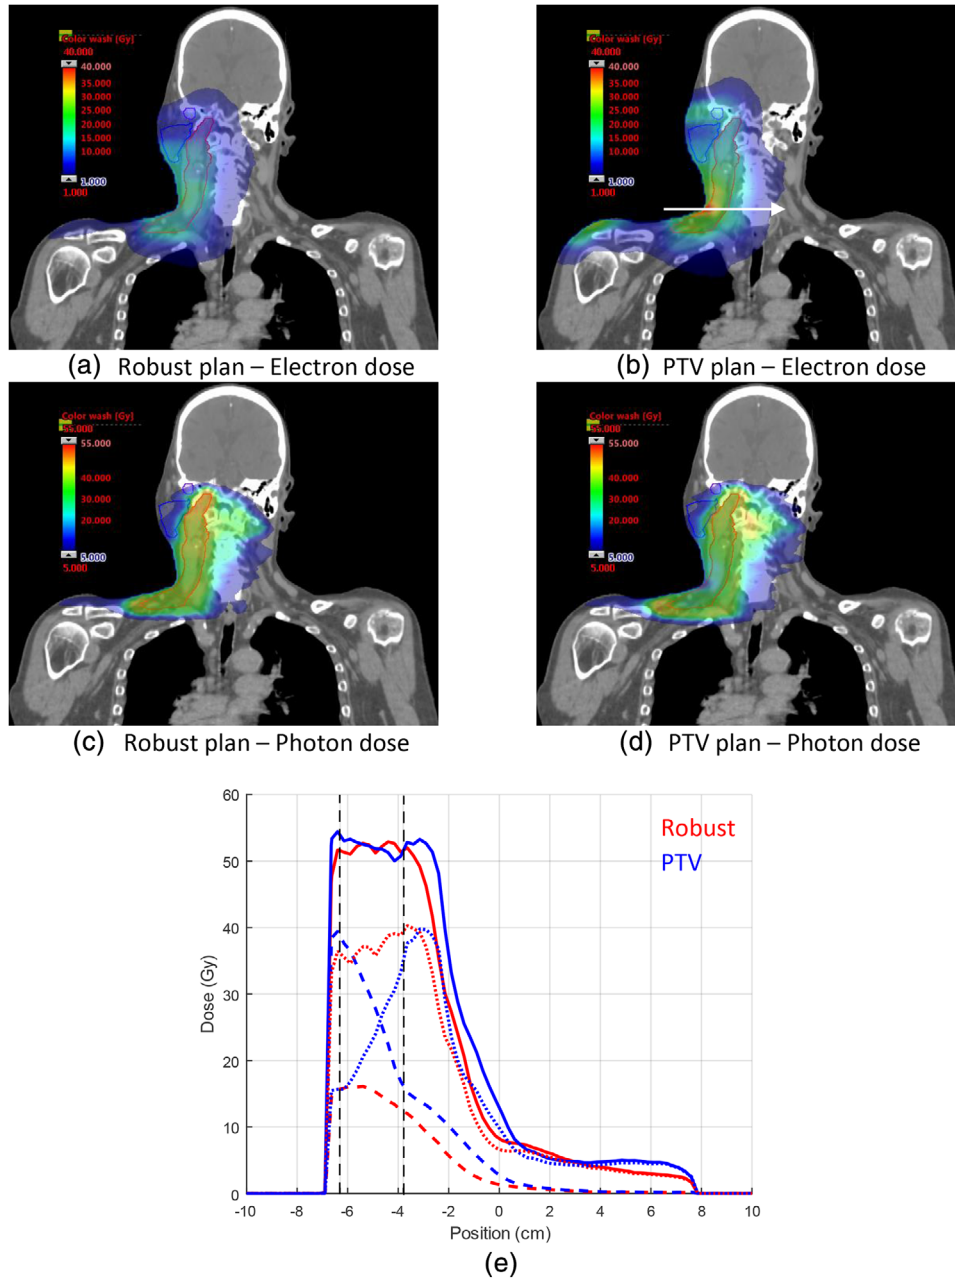 Color wash [Gy]
40.000
40.000
35.000
30.000
25.000
20.000
15.000
10.000
1.000
1.000
(a) Robust plan – Electron dose
Color wash [Gy]
40.000
40.000
35.000
30.000
25.000
20.000
15.000
10.000
1.000
1.000
(b) PTV plan – Electron dose
Color wash [Gy]
55.000
40.000
30.000
20.000
5.000
5.000
(c) Robust plan – Photon dose
Color wash [Gy]
55.000
40.000
30.000
20.000
5.000
5.000
(d) PTV plan – Photon dose
60
50
40
30
20
10
0
Dose (Gy)
Robust
PTV
-10 -8 -6 -4 -2 0 2 4 6 8 10
Position (cm)
(e)